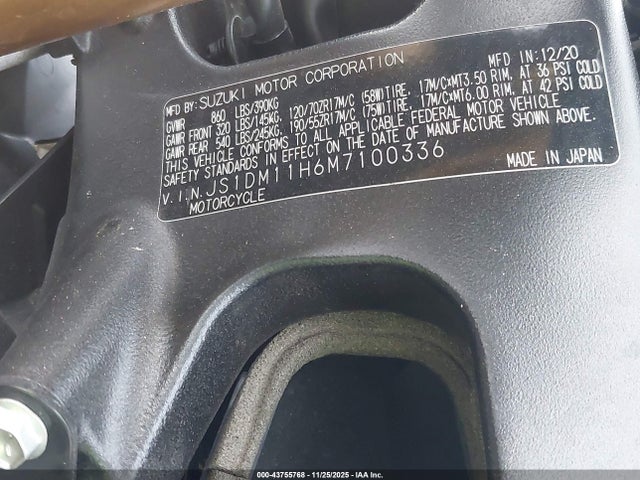 MFD BY: SUZUKI MOTOR CORPORATION MFD IN: 12/20
GVWR 860 LBS/390KG
GAWR FRONT 320 LBS/145KG, 120/70ZR17M/C (58W)TIRE, 17M/C×MT3.50 RIM, AT 36 PSI COLD
GAWR REAR 540 LBS/245KG, 190/55ZR17M/C (75W)TIRE, 17M/C×MT6.00 RIM, AT 42 PSI COLD
THIS VEHICLE CONFORMS TO ALL APPLICABLE FEDERAL MOTOR VEHICLE
SAFETY STANDARDS IN EFFECT ON THE DATE OF MANUFACTURE SHOWN ABOVE.
V.I.N. JS1DM11H6M7100336
MOTORCYCLE MADE IN JAPAN
000-43755768 - 11/25/2025 - IAA Inc.